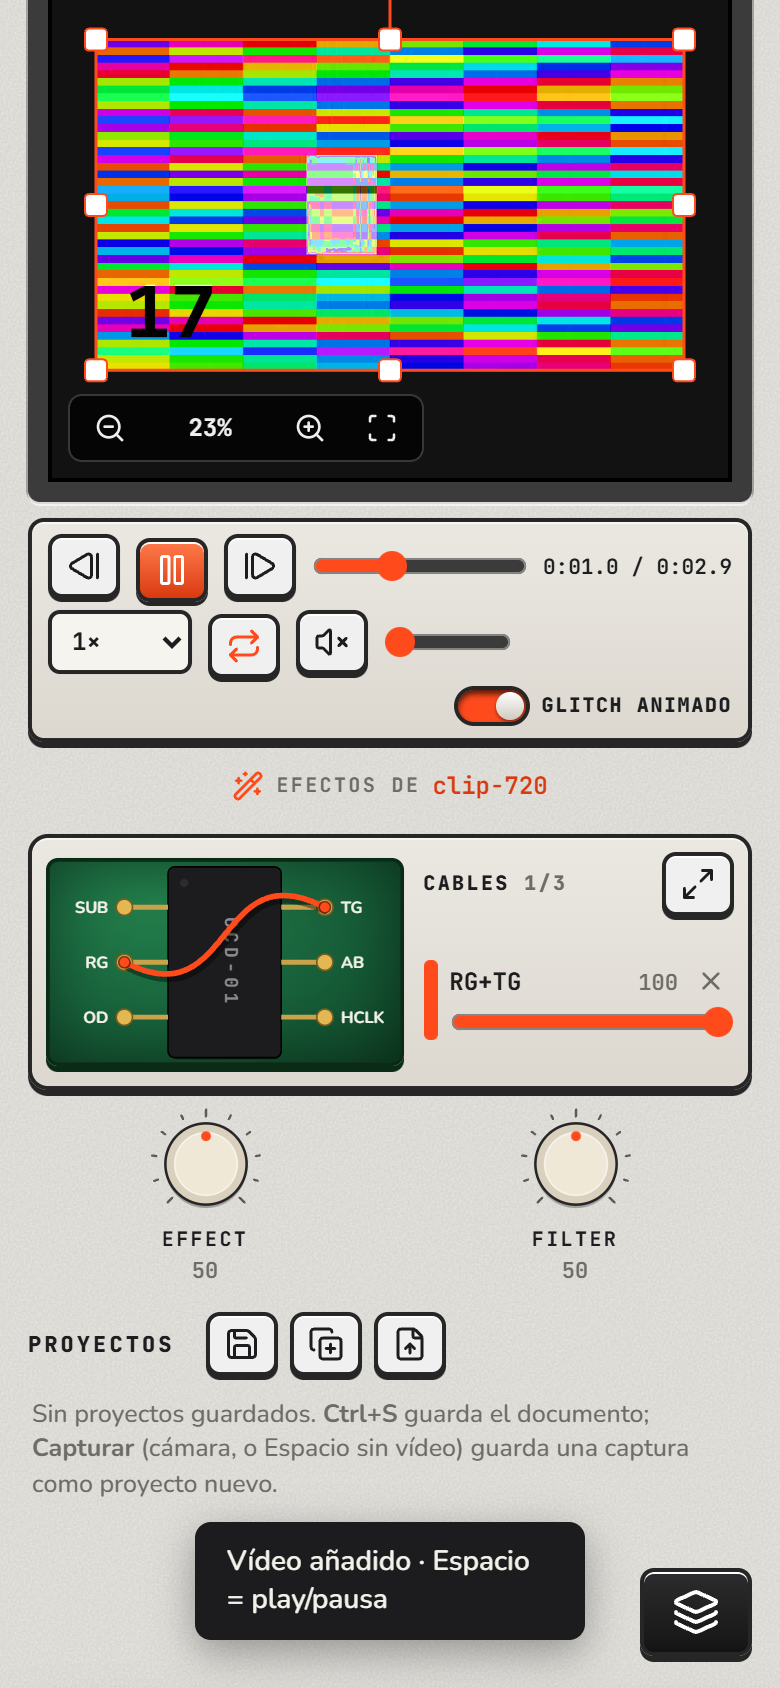 17
23%
0:01.0 / 0:02.9
1×
GLITCH ANIMADO
EFECTOS DE clip-720
SUB
TG
RG
AB
OD
HCLK
CCD-01
CABLES 1/3
RG+TG 100
EFFECT
50
FILTER
50
PROYECTOS
Sin proyectos guardados. Ctrl+S guarda el documento;
Capturar (cámara, o Espacio sin vídeo) guarda una captura
como proyecto nuevo.
Vídeo añadido · Espacio
= play/pausa